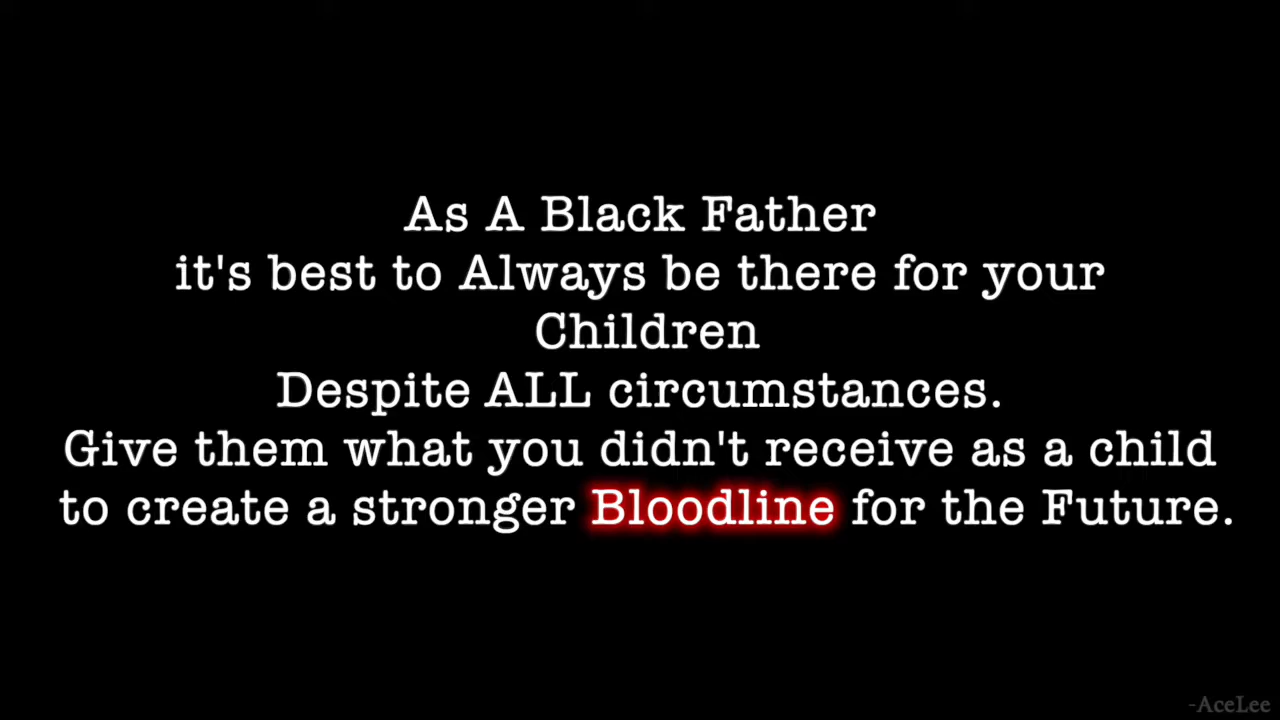 As A Black Father
it's best to Always be there for your
Children
Despite ALL circumstances.
Give them what you didn't receive as a child
to create a stronger Bloodline for the Future.
-AceLee